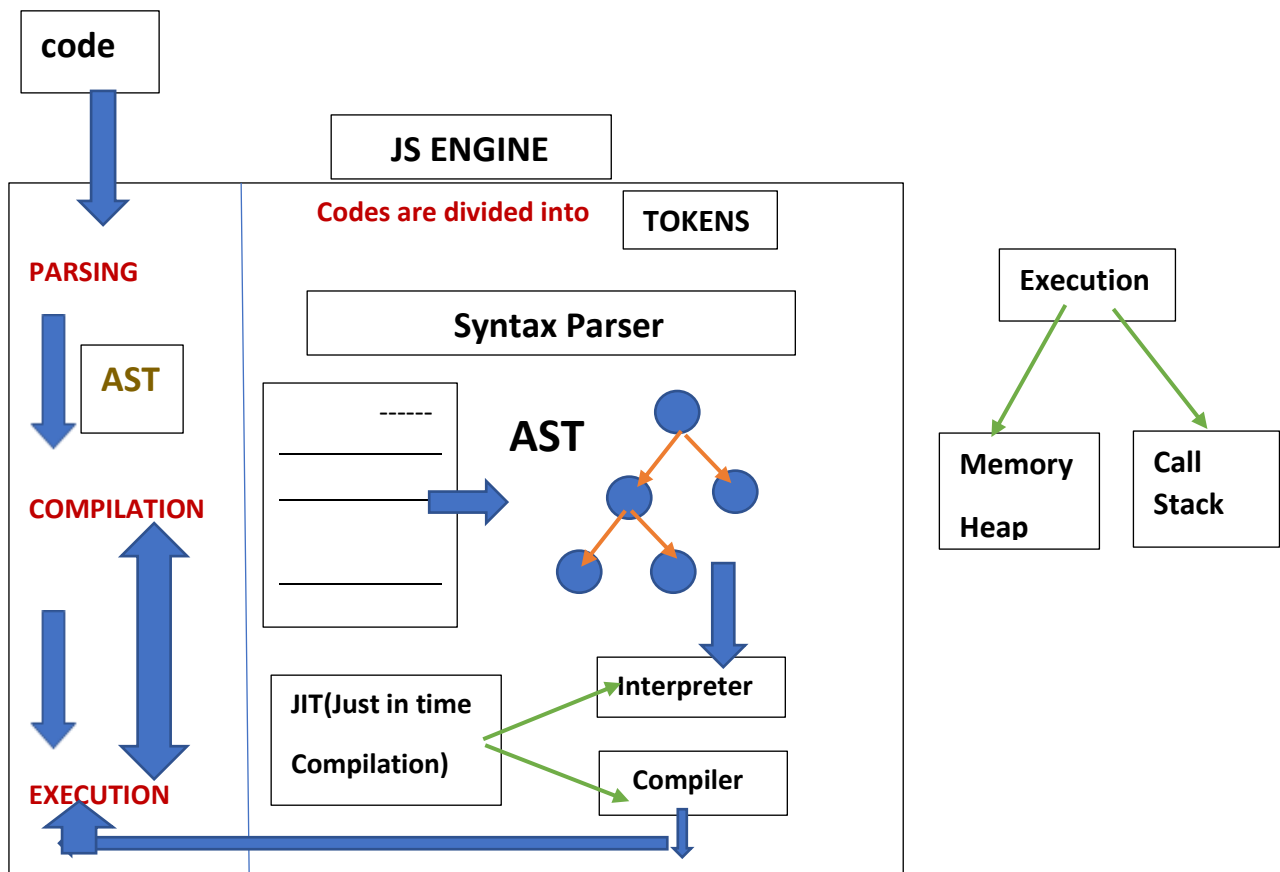 code
JS ENGINE
Codes are divided into
TOKENS
PARSING
Syntax Parser
AST
------
AST
COMPILATION
JIT(Just in time
Compilation)
Interpreter
Compiler
EXECUTION
Execution
Memory
Heap
Call
Stack